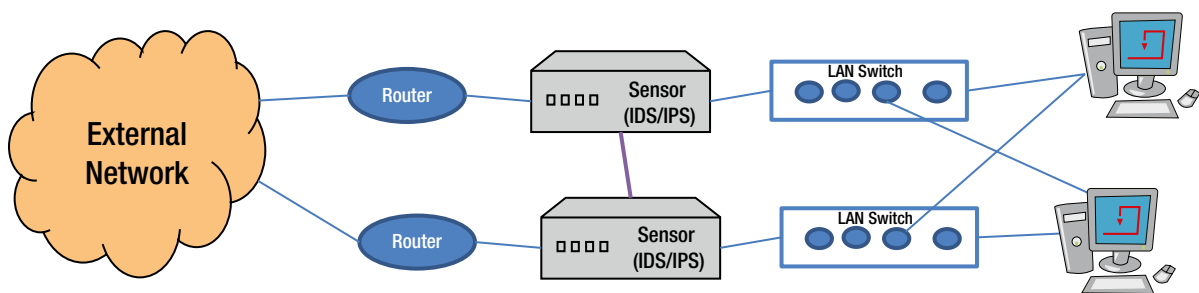 External
Network
Router
Sensor
(IDS/IPS)
LAN Switch
Router
Sensor
(IDS/IPS)
LAN Switch